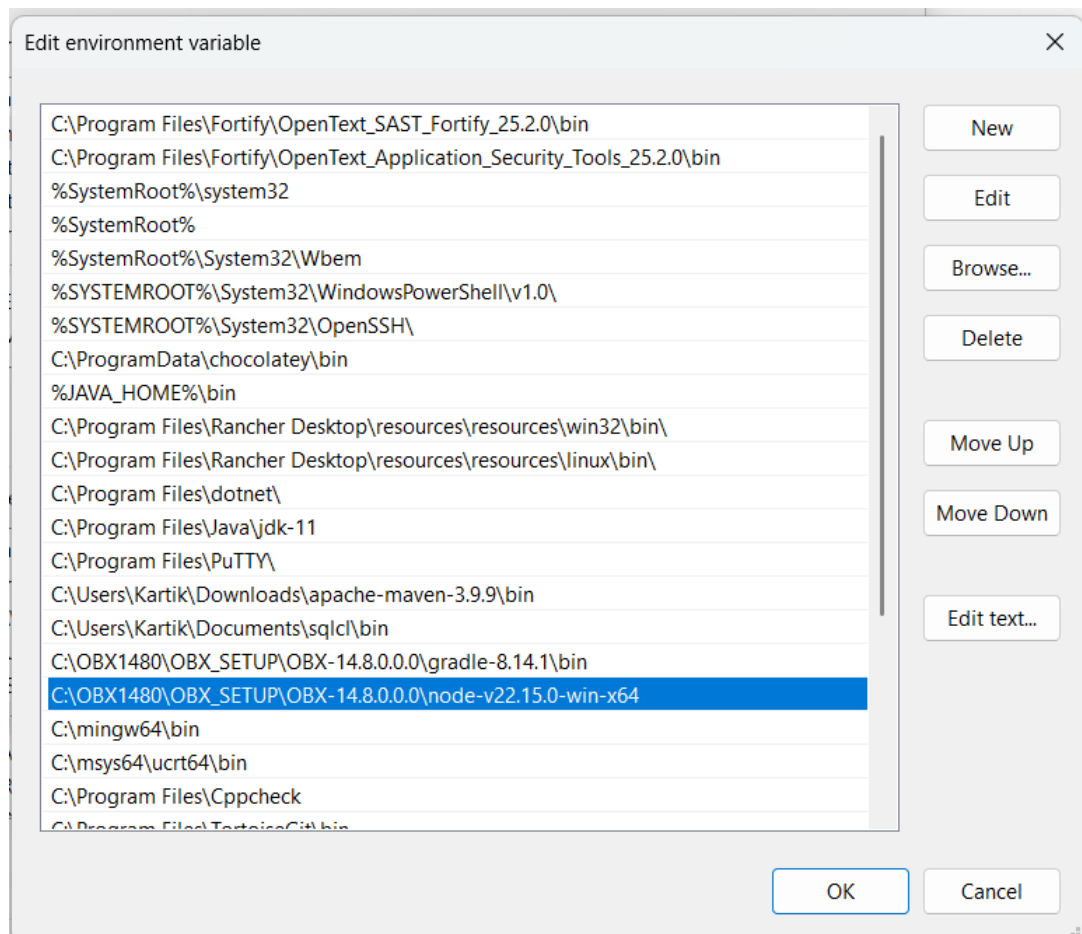 Edit environment variable
C:\Program Files\Fortify\OpenText_SAST_Fortify_25.2.0\bin
C:\Program Files\Fortify\OpenText_Application_Security_Tools_25.2.0\bin
%SystemRoot%\system32
%SystemRoot%
%SystemRoot%\System32\Wbem
%SYSTEMROOT%\System32\WindowsPowerShell\v1.0\
%SYSTEMROOT%\System32\OpenSSH\
C:\ProgramData\chocolatey\bin
%JAVA_HOME%\bin
C:\Program Files\Rancher Desktop\resources\resources\win32\bin\
C:\Program Files\Rancher Desktop\resources\resources\linux\bin\
C:\Program Files\dotnet\
C:\Program Files\Java\jdk-11
C:\Program Files\PuTTY\
C:\Users\Kartik\Downloads\apache-maven-3.9.9\bin
C:\Users\Kartik\Documents\sqlcl\bin
C:\OBX1480\OBX_SETUP\OBX-14.8.0.0.0\gradle-8.14.1\bin
C:\OBX1480\OBX_SETUP\OBX-14.8.0.0.0\node-v22.15.0-win-x64
C:\mingw64\bin
C:\msys64\ucrt64\bin
C:\Program Files\Cppcheck
C:\Program Files\TortoiseGit\bin
New
Edit
Browse...
Delete
Move Up
Move Down
Edit text...
OK
Cancel